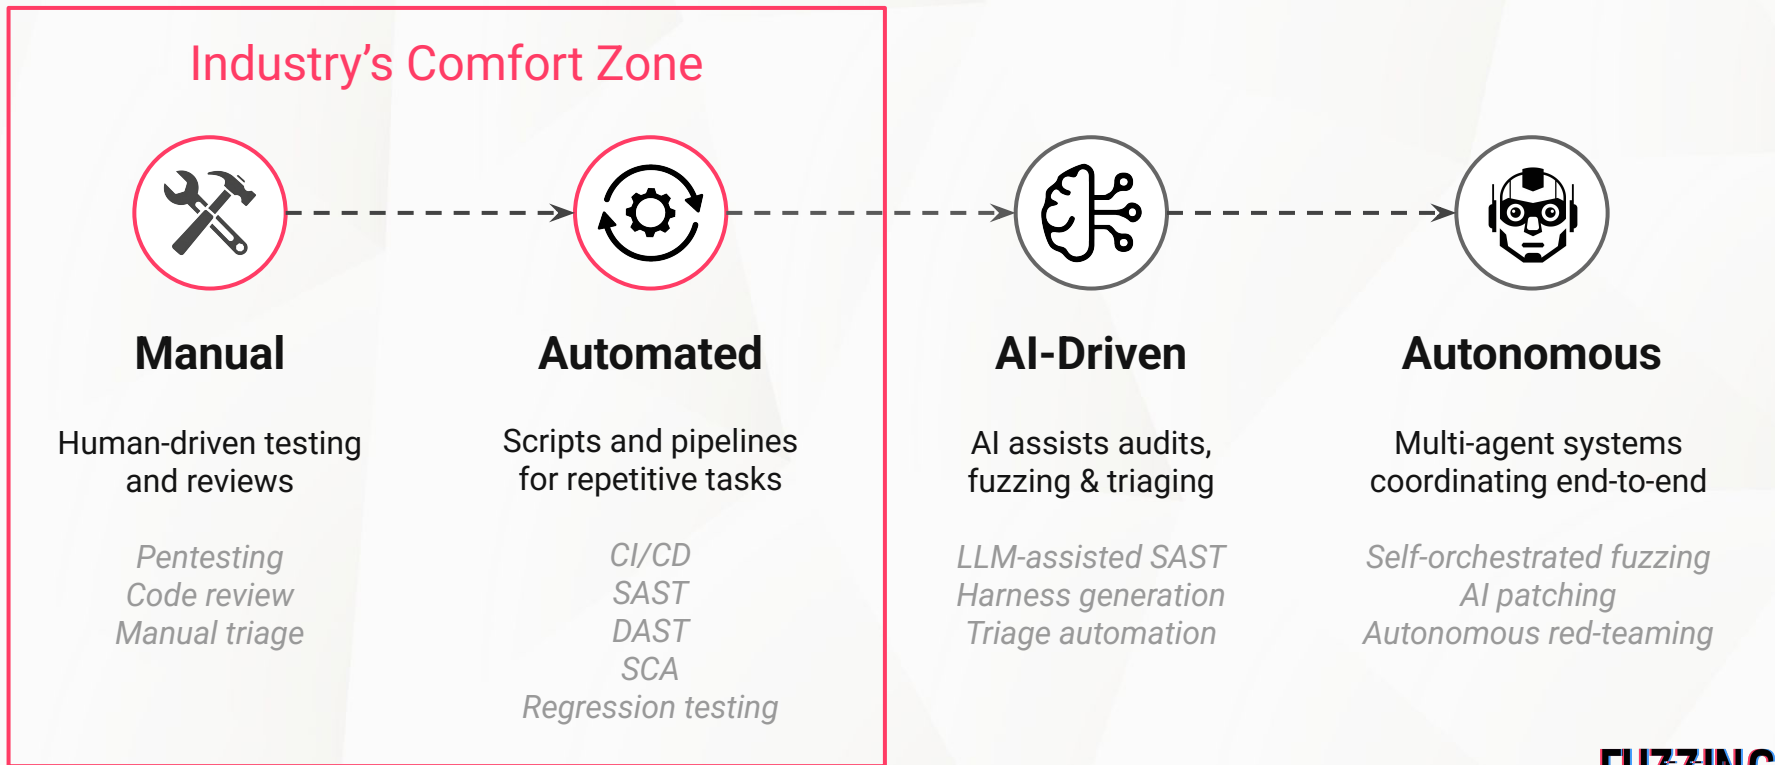 Industry’s Comfort Zone
Manual
Human-driven testing
and reviews
Pentesting
Code review
Manual triage
Automated
Scripts and pipelines
for repetitive tasks
CI/CD
SAST
DAST
SCA
Regression testing
AI-Driven
AI assists audits,
fuzzing & triaging
LLM-assisted SAST
Harness generation
Triage automation
Autonomous
Multi-agent systems
coordinating end-to-end
Self-orchestrated fuzzing
AI patching
Autonomous red-teaming
FUZZING